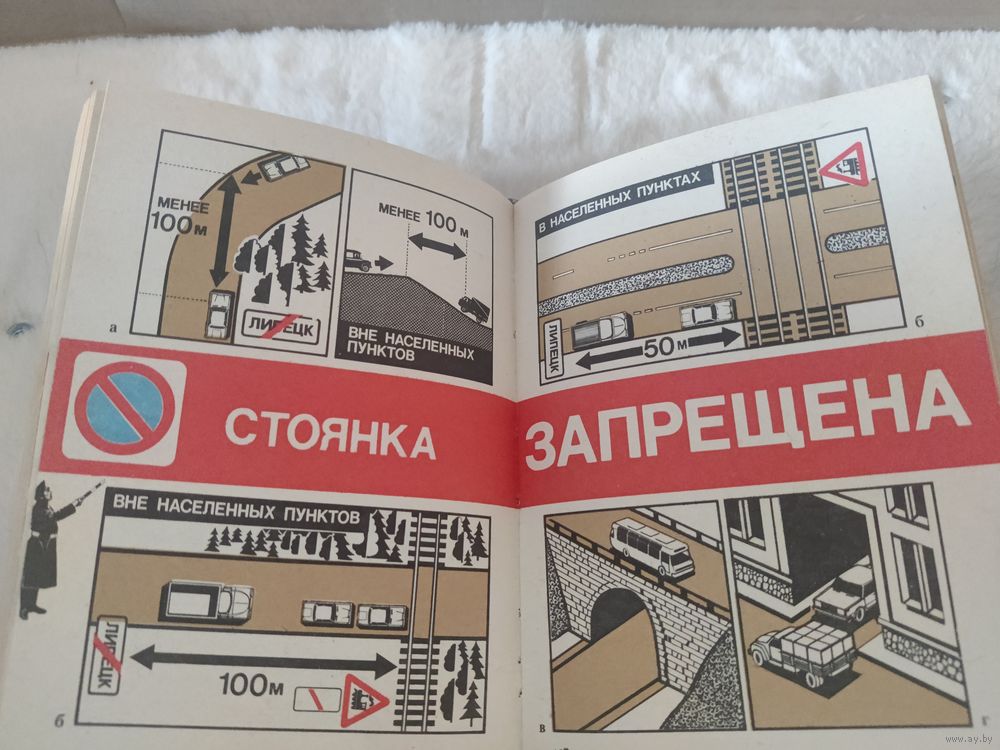 МЕНЕЕ
100 м
ЛИПЕЦК
а
МЕНЕЕ 100 м
ВНЕ НАСЕЛЕННЫХ
ПУНКТОВ
В НАСЕЛЕННЫХ ПУНКТАХ
ЛИПЕЦК
50 м
б
СТОЯНКА ЗАПРЕЩЕНА
ВНЕ НАСЕЛЕННЫХ ПУНКТОВ
ЛИПЕЦК
100 м
б
в
г
www.ay.by